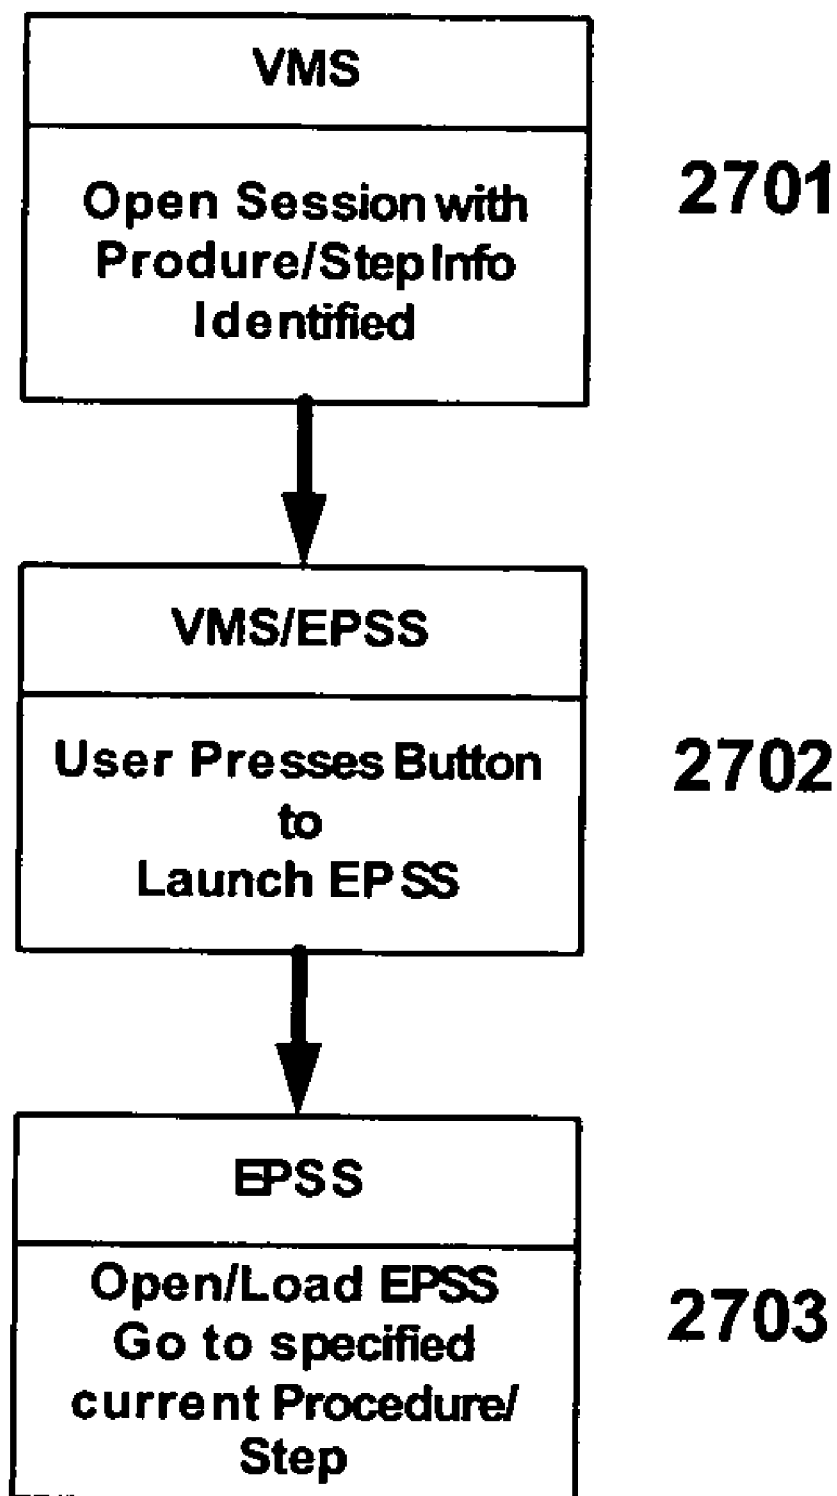 VMS
Open Session with
Produre/Step Info
Identified
2701
VMS/EPSS
User Presses Button
to
Launch EPSS
2702
EPSS
Open/Load EPSS
Go to specified
current Procedure/
Step
2703